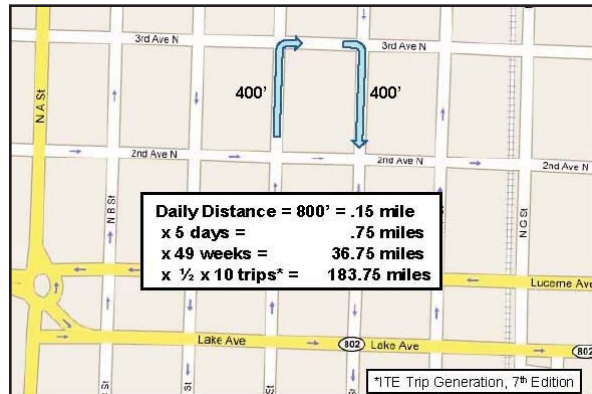 3rd Ave N
3rd Ave N
400'
400'
N A St
2nd Ave N
2nd Ave N
2nd Ave N
N B St
N G St
Daily Distance = 800' = .15 mile
x 5 days = .75 miles
x 49 weeks = 36.75 miles
x ½ x 10 trips* = 183.75 miles
Lucerne Ave
Lake Ave
802
Lake Ave
802
*ITE Trip Generation, 7th Edition